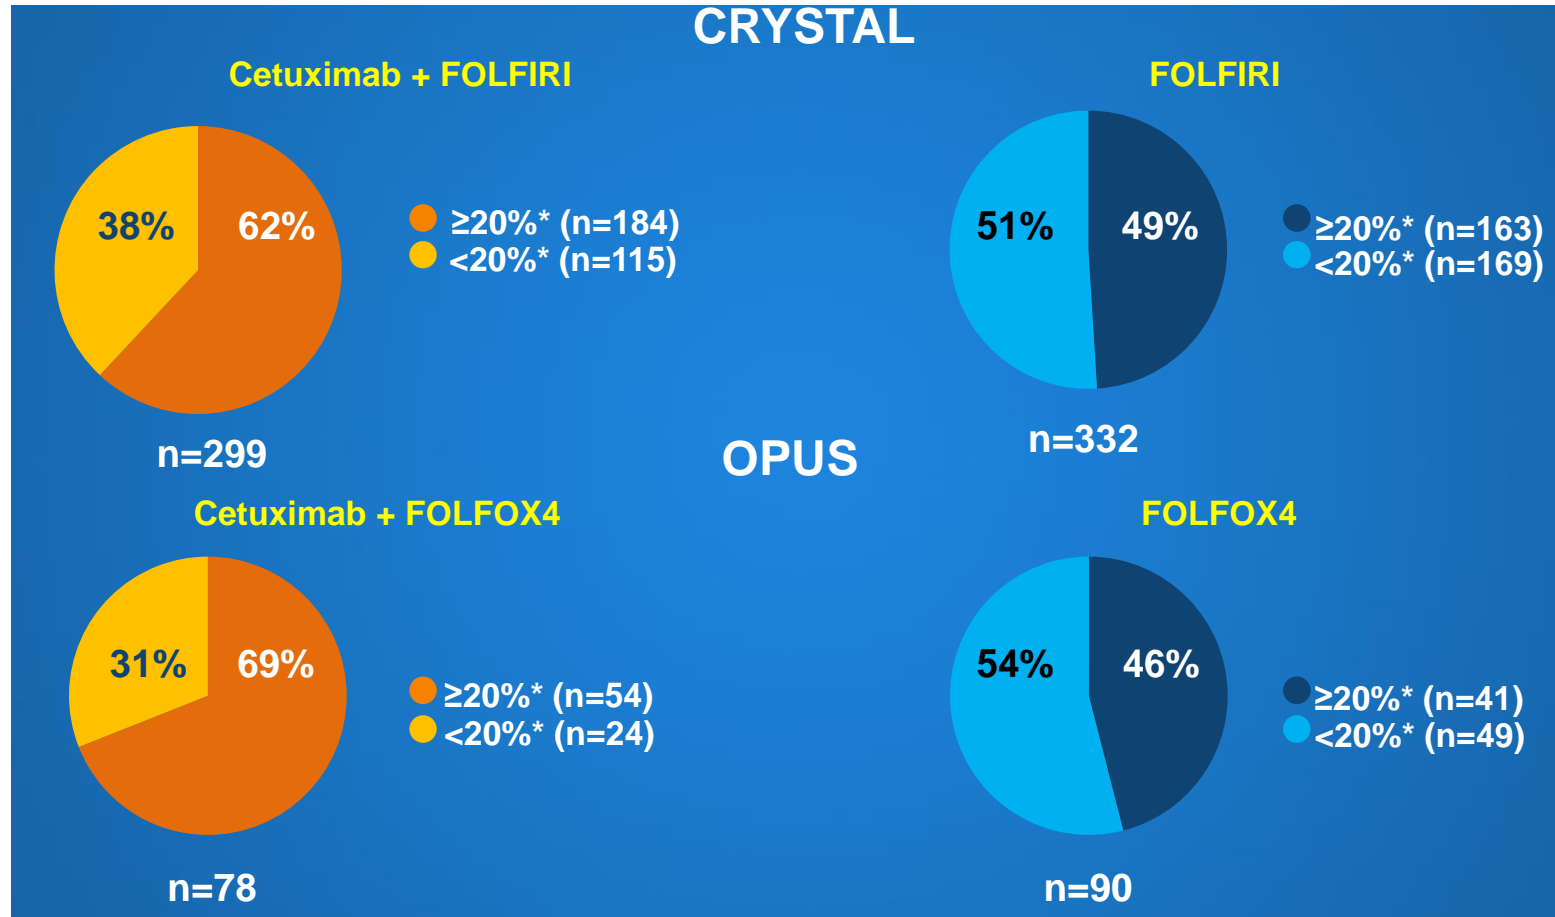 CRYSTAL
Cetuximab + FOLFIRI
38%
62%
≥20%* (n=184)
<20%* (n=115)
n=299
FOLFIRI
51%
49%
≥20%* (n=163)
<20%* (n=169)
n=332
OPUS
Cetuximab + FOLFOX4
31%
69%
≥20%* (n=54)
<20%* (n=24)
n=78
FOLFOX4
54%
46%
≥20%* (n=41)
<20%* (n=49)
n=90